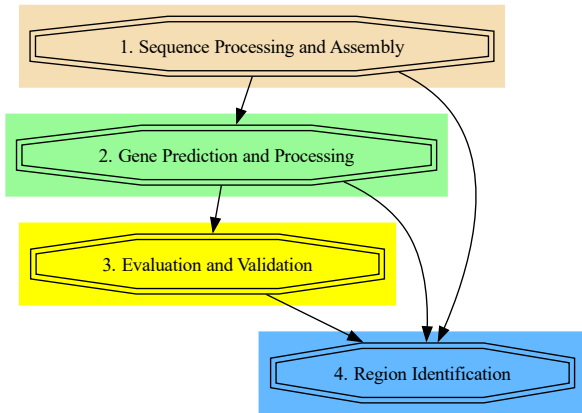 1. Sequence Processing and Assembly
2. Gene Prediction and Processing
3. Evaluation and Validation
4. Region Identification